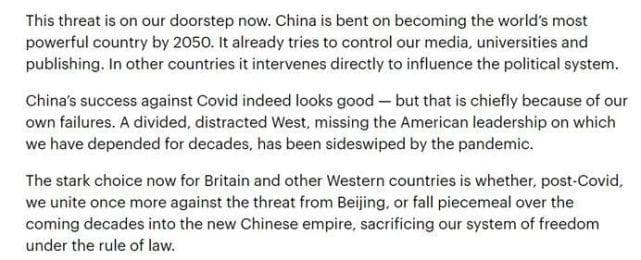 This threat is on our doorstep now. China is bent on becoming the world's most
powerful country by 2050. It already tries to control our media, universities and
publishing. In other countries it intervenes directly to influence the political system.
China's success against Covid indeed looks good — but that is chiefly because of our
own failures. A divided, distracted West, missing the American leadership on which
we have depended for decades, has been sideswiped by the pandemic.
The stark choice now for Britain and other Western countries is whether, post-Covid,
we unite once more against the threat from Beijing, or fall piecemeal over the
coming decades into the new Chinese empire, sacrificing our system of freedom
under the rule of law.